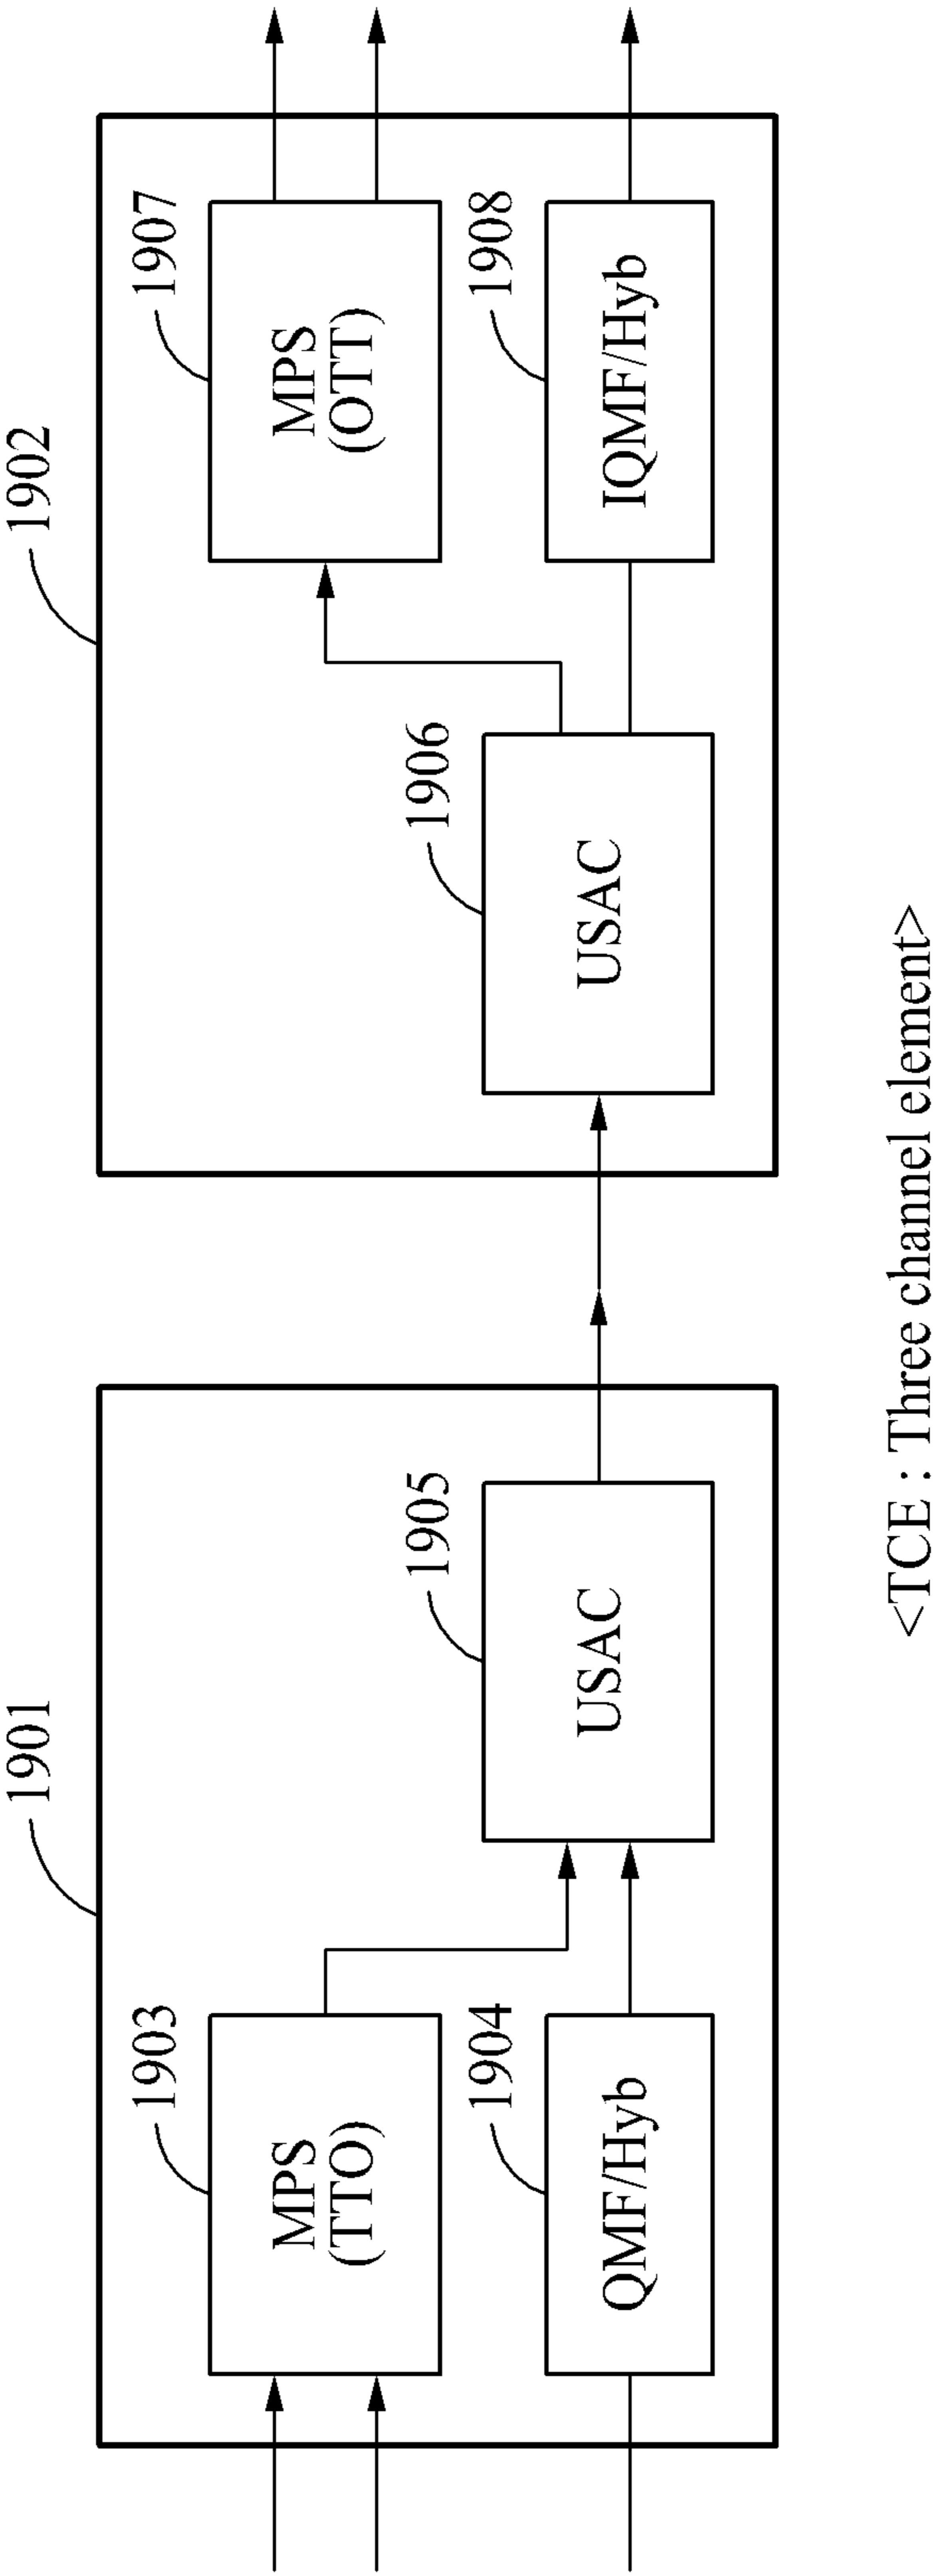 1901
1903
MPS
(TTO)
1904
QMF/Hyb
1905
USAC
1902
1906
USAC
1907
MPS
(OTT)
1908
IQMF/Hyb
<TCE : Three channel element>